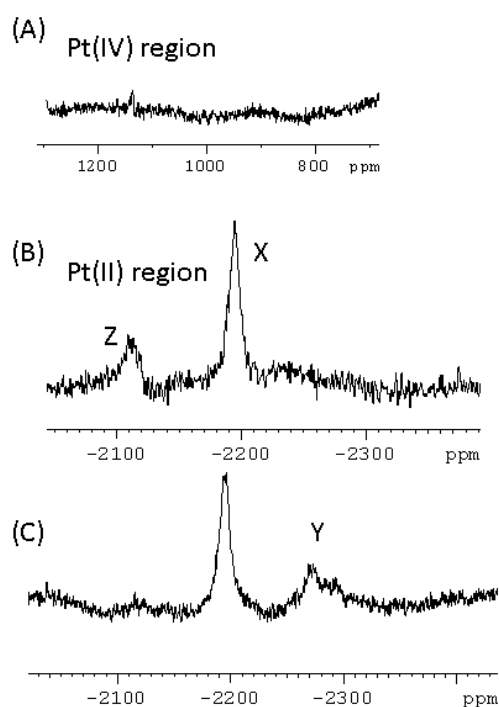 (A)
Pt(IV) region
1200 1000 800 ppm
(B)
Pt(II) region
X
Z
-2100 -2200 -2300 ppm
(C)
Y
-2100 -2200 -2300 ppm